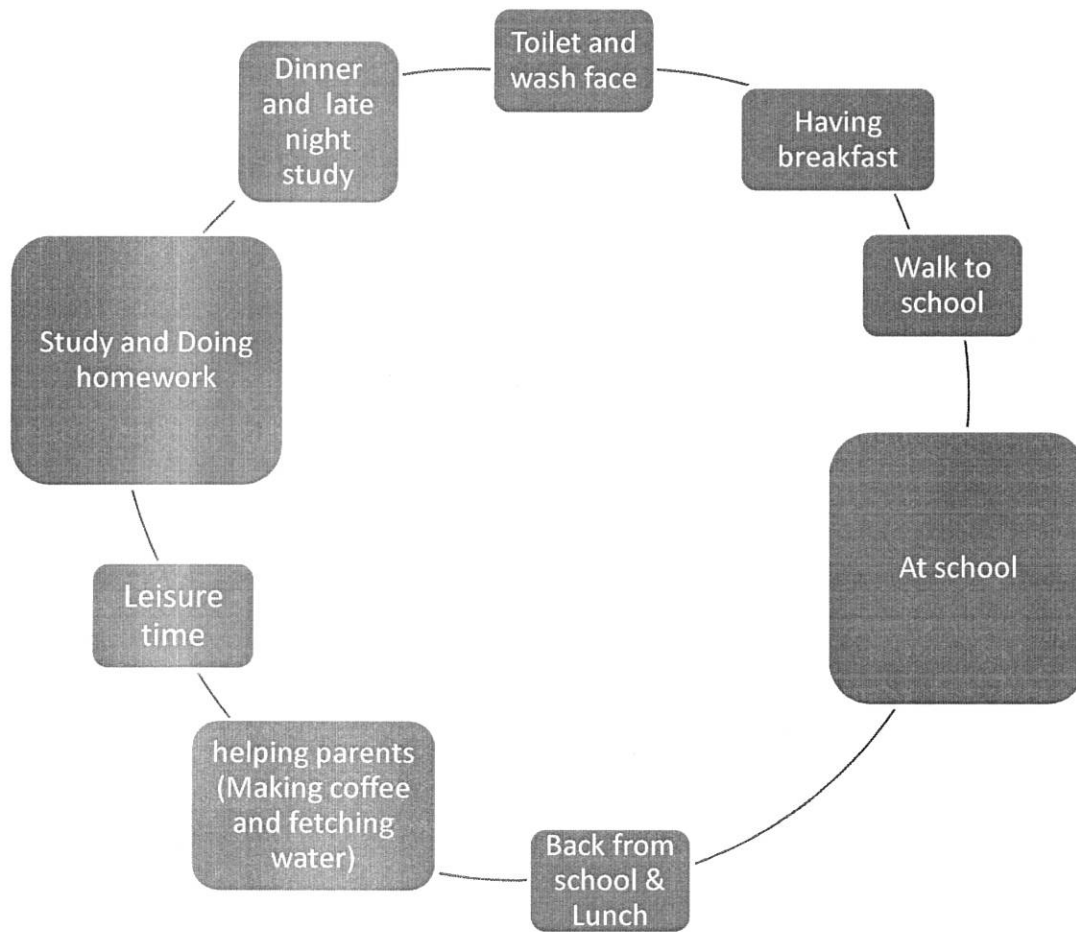 Toilet and
wash face
Having
breakfast
Walk to
school
At school
Back from
school &
Lunch
helping parents
(Making coffee
and fetching
water)
Leisure
time
Study and Doing
homework
Dinner
and late
night
study